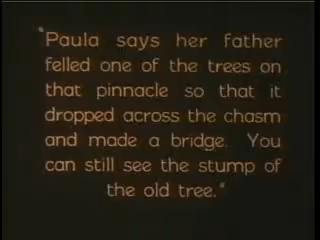 "Paula says her father
felled one of the trees on
that pinnacle so that it
dropped across the chasm
and made a bridge. You
can still see the stump of
the old tree."